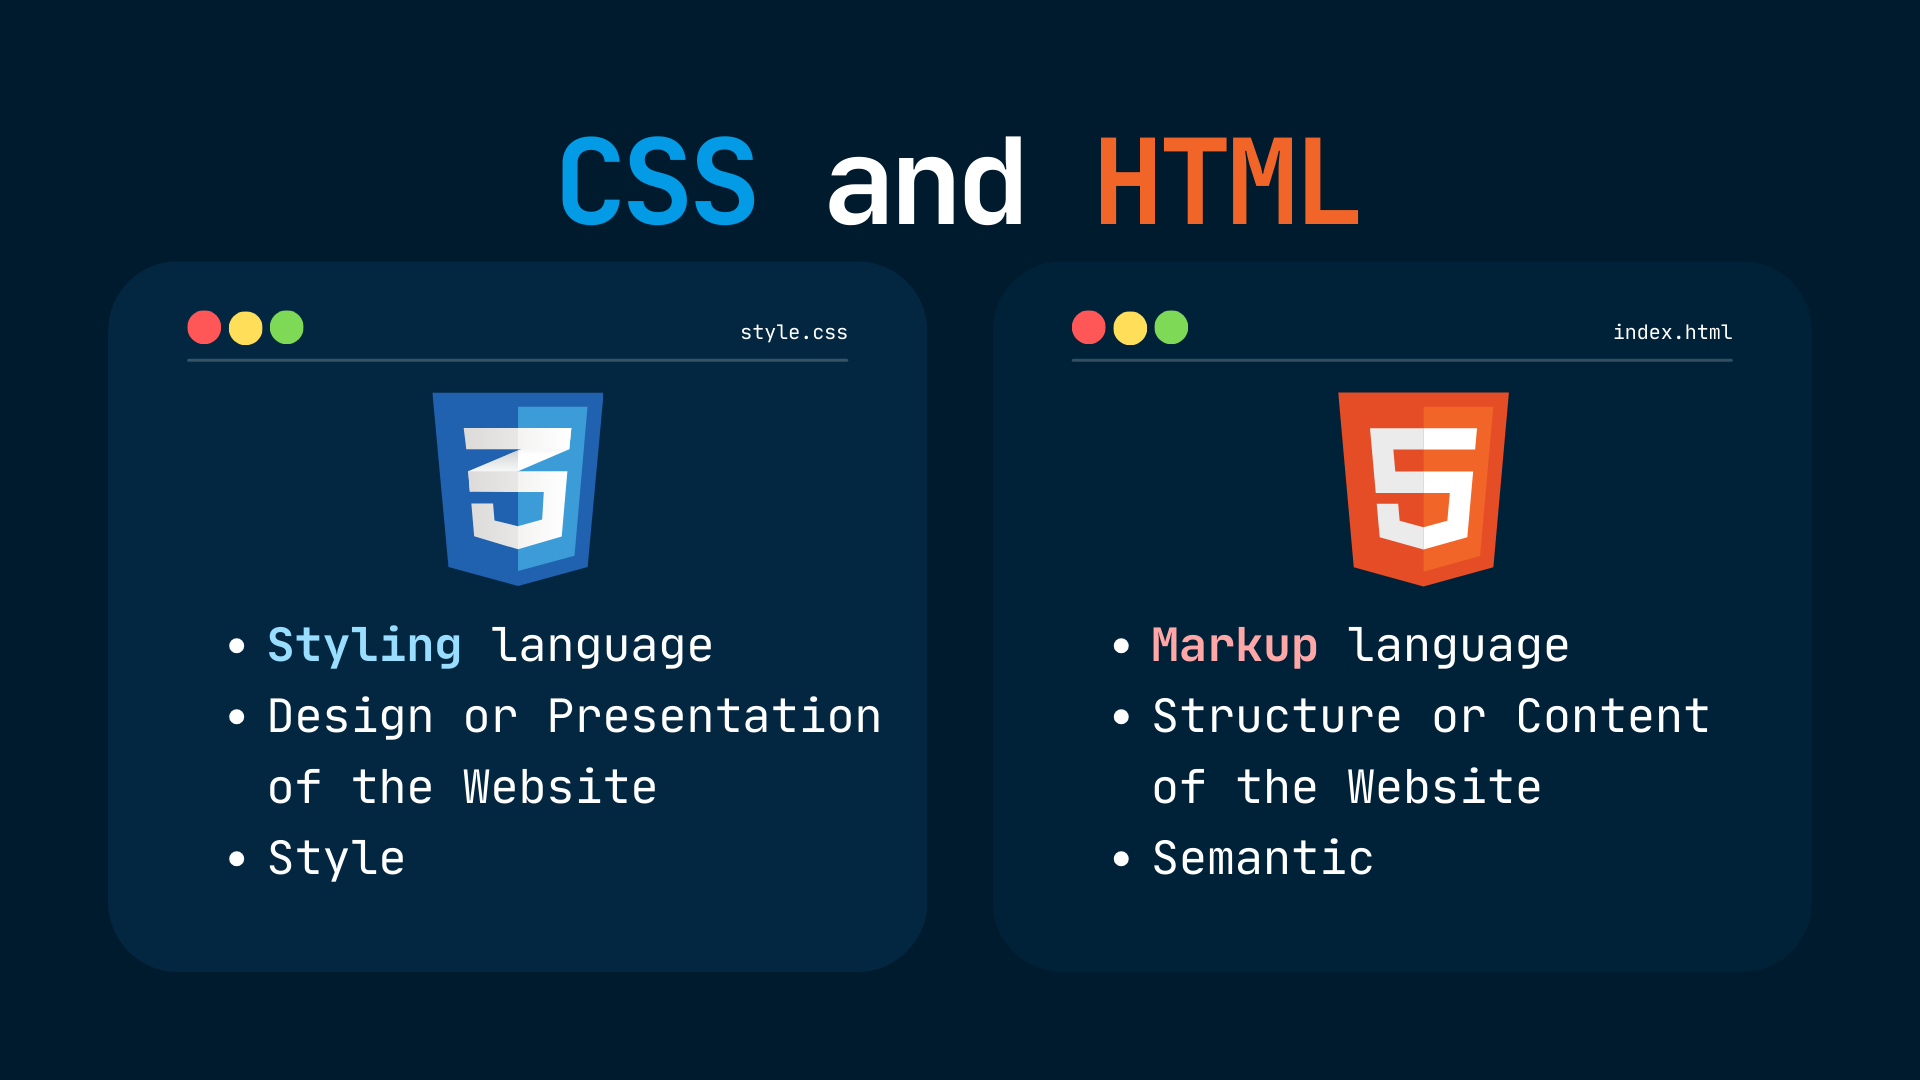 CSS and HTML
style.css
• Styling language
• Design or Presentation
of the Website
• Style
index.html
• Markup language
• Structure or Content
of the Website
• Semantic